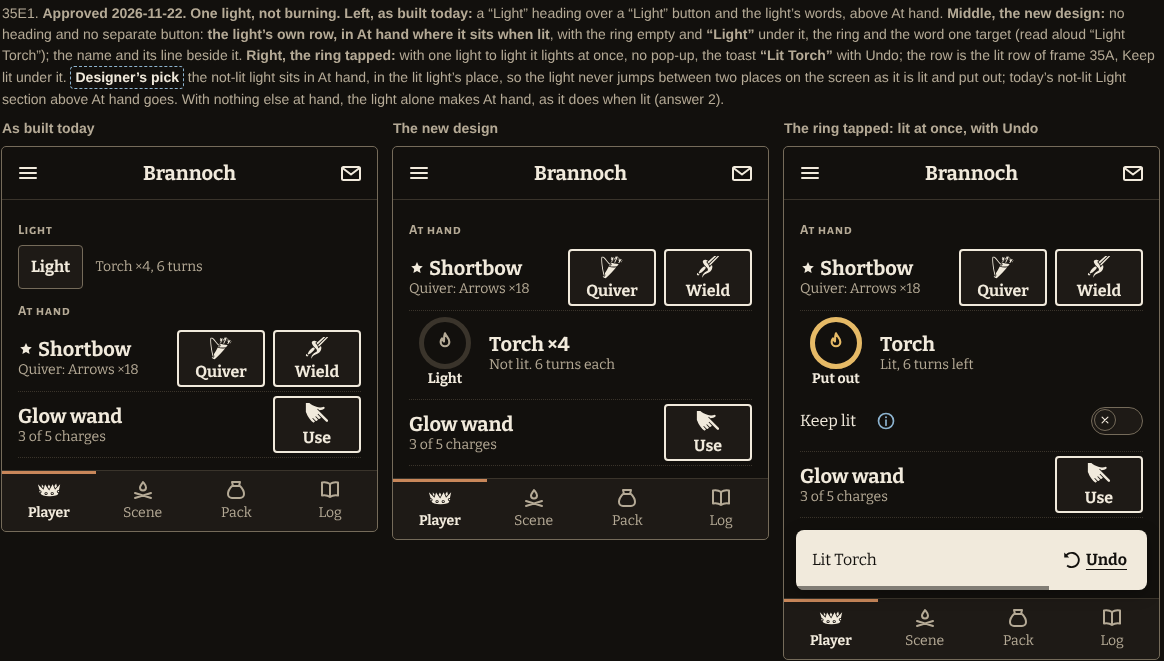 35E1. Approved 2026-11-22. One light, not burning. Left, as built today: a “Light” heading over a “Light” button and the light’s words, above At hand. Middle, the new design: no
heading and no separate button: the light’s own row, in At hand where it sits when lit, with the ring empty and “Light” under it, the ring and the word one target (read aloud “Light
Torch”); the name and its line beside it. Right, the ring tapped: with one light to light it lights at once, no pop-up, the toast “Lit Torch” with Undo; the row is the lit row of frame 35A, Keep
lit under it. Designer’s pick the not-lit light sits in At hand, in the lit light’s place, so the light never jumps between two places on the screen as it is lit and put out; today’s not-lit Light
section above At hand goes. With nothing else at hand, the light alone makes At hand, as it does when lit (answer 2).
As built today
Brannoch
Light
Light
Torch ×4, 6 turns
At hand
Shortbow
Quiver: Arrows ×18
Quiver
Wield
Glow wand
3 of 5 charges
Use
Player
Scene
Pack
Log
The new design
Brannoch
At hand
Shortbow
Quiver: Arrows ×18
Quiver
Wield
Light
Torch ×4
Not lit. 6 turns each
Glow wand
3 of 5 charges
Use
Player
Scene
Pack
Log
The ring tapped: lit at once, with Undo
Brannoch
At hand
Shortbow
Quiver: Arrows ×18
Quiver
Wield
Put out
Torch
Lit, 6 turns left
Keep lit
Glow wand
3 of 5 charges
Use
Lit Torch
Undo
Player
Scene
Pack
Log